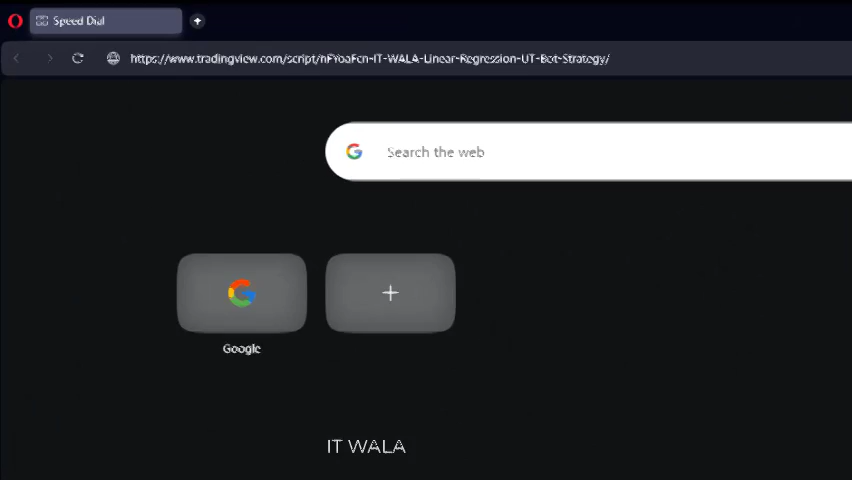 Speed Dial
https://www.tradingview.com/script/nFYoaFcn-IT-WALA-Linear-Regression-UT-Bot-Strategy/
Search the web
Google
IT WALA